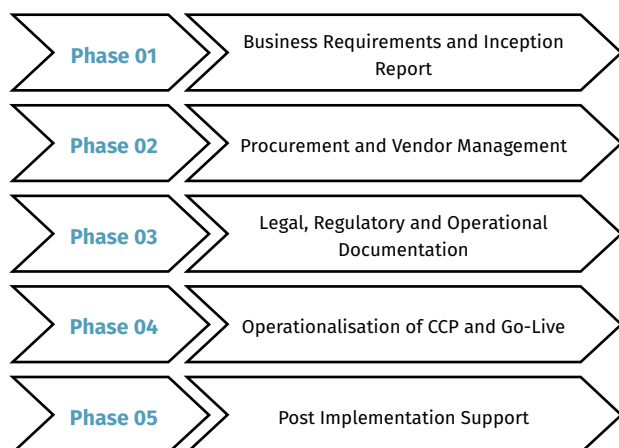 Phase 01
Business Requirements and Inception
Report
Phase 02
Procurement and Vendor Management
Phase 03
Legal, Regulatory and Operational
Documentation
Phase 04
Operationalisation of CCP and Go-Live
Phase 05
Post Implementation Support